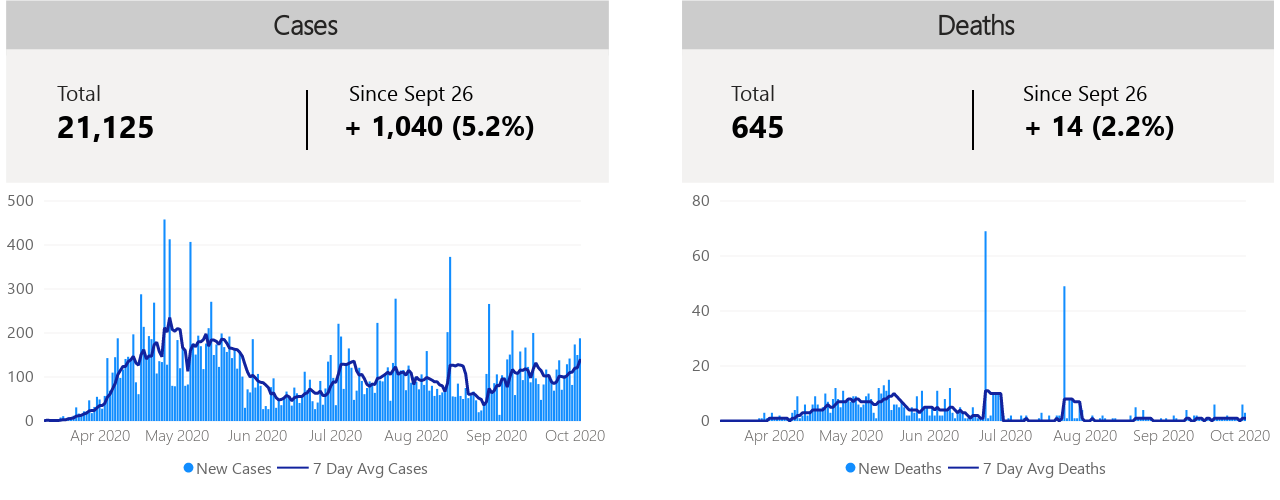 Cases
Total
21,125
Since Sept 26
+ 1,040 (5.2%)
500
400
300
200
100
0
Apr 2020 May 2020 Jun 2020 Jul 2020 Aug 2020 Sep 2020 Oct 2020
New Cases 7 Day Avg Cases
Deaths
Total
645
Since Sept 26
+ 14 (2.2%)
80
60
40
20
0
Apr 2020 May 2020 Jun 2020 Jul 2020 Aug 2020 Sep 2020 Oct 2020
New Deaths 7 Day Avg Deaths